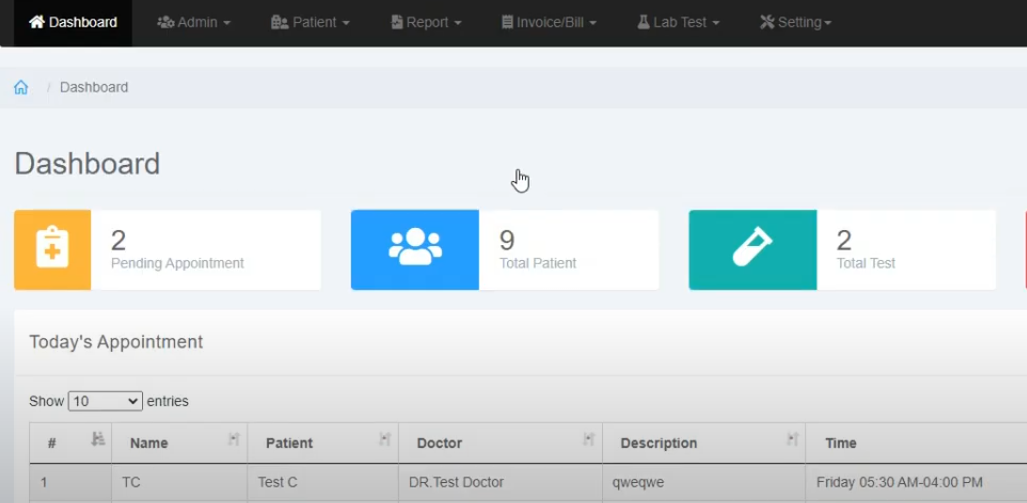 Dashboard Admin Patient Report Invoice/Bill Lab Test Setting
/ Dashboard
Dashboard
2
Pending Appointment
9
Total Patient
2
Total Test
Today's Appointment
Show 10 entries
# Name Patient Doctor Description Time
1 TC Test C DR.Test Doctor qweqwe Friday 05:30 AM-04:00 PM